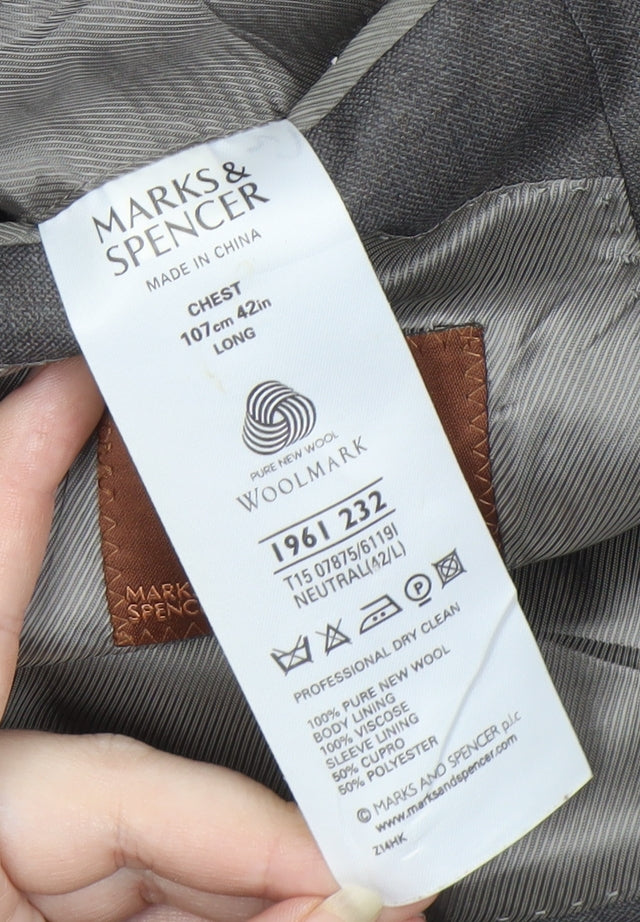 MARKS &
SPENCER
MADE IN CHINA
CHEST
107cm 42in
LONG
PURE NEW WOOL
WOOLMARK
1961 232
T15 07875/6119I
NEUTRAL(42/L)
P
PROFESSIONAL DRY CLEAN
100% PURE NEW WOOL
BODY LINING
100% VISCOSE
SLEEVE LINING
50% CUPRO
50% POLYESTER
© MARKS AND SPENCER p.l.c
www.marksandspencer.com
Z14HK
MARKS
SPENC